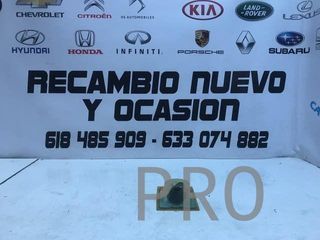 CHEVROLET CITROËN KIA LAND ROVER LEXUS
HYUNDAI HONDA INFINITI PORSCHE SUBARU
RECAMBIO NUEVO
Y OCASION
618 485 909 - 633 074 882
PRO